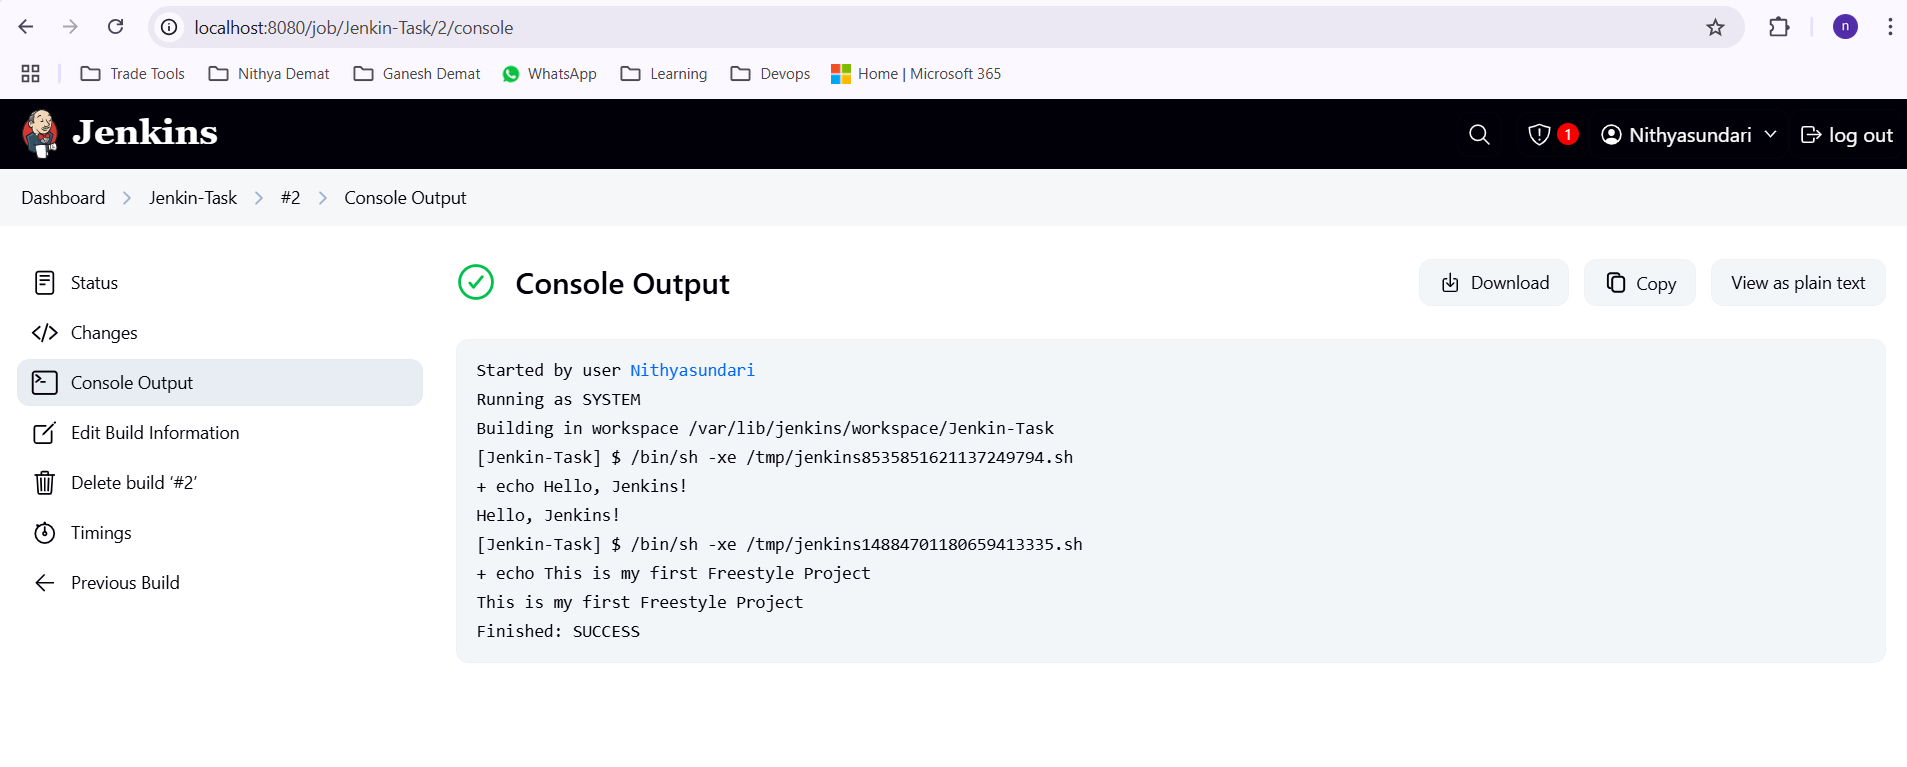 localhost:8080/job/Jenkin-Task/2/console
n
Trade Tools Nithya Demat Ganesh Demat WhatsApp Learning Devops Home | Microsoft 365
Jenkins
1 Nithyasundari log out
Dashboard Jenkin-Task #2 Console Output
Status
Changes
Console Output
Edit Build Information
Delete build ‘#2’
Timings
Previous Build
Console Output
Download Copy View as plain text
Started by user Nithyasundari
Running as SYSTEM
Building in workspace /var/lib/jenkins/workspace/Jenkin-Task
[Jenkin-Task] $ /bin/sh -xe /tmp/jenkins8535851621137249794.sh
+ echo Hello, Jenkins!
Hello, Jenkins!
[Jenkin-Task] $ /bin/sh -xe /tmp/jenkins14884701180659413335.sh
+ echo This is my first Freestyle Project
This is my first Freestyle Project
Finished: SUCCESS